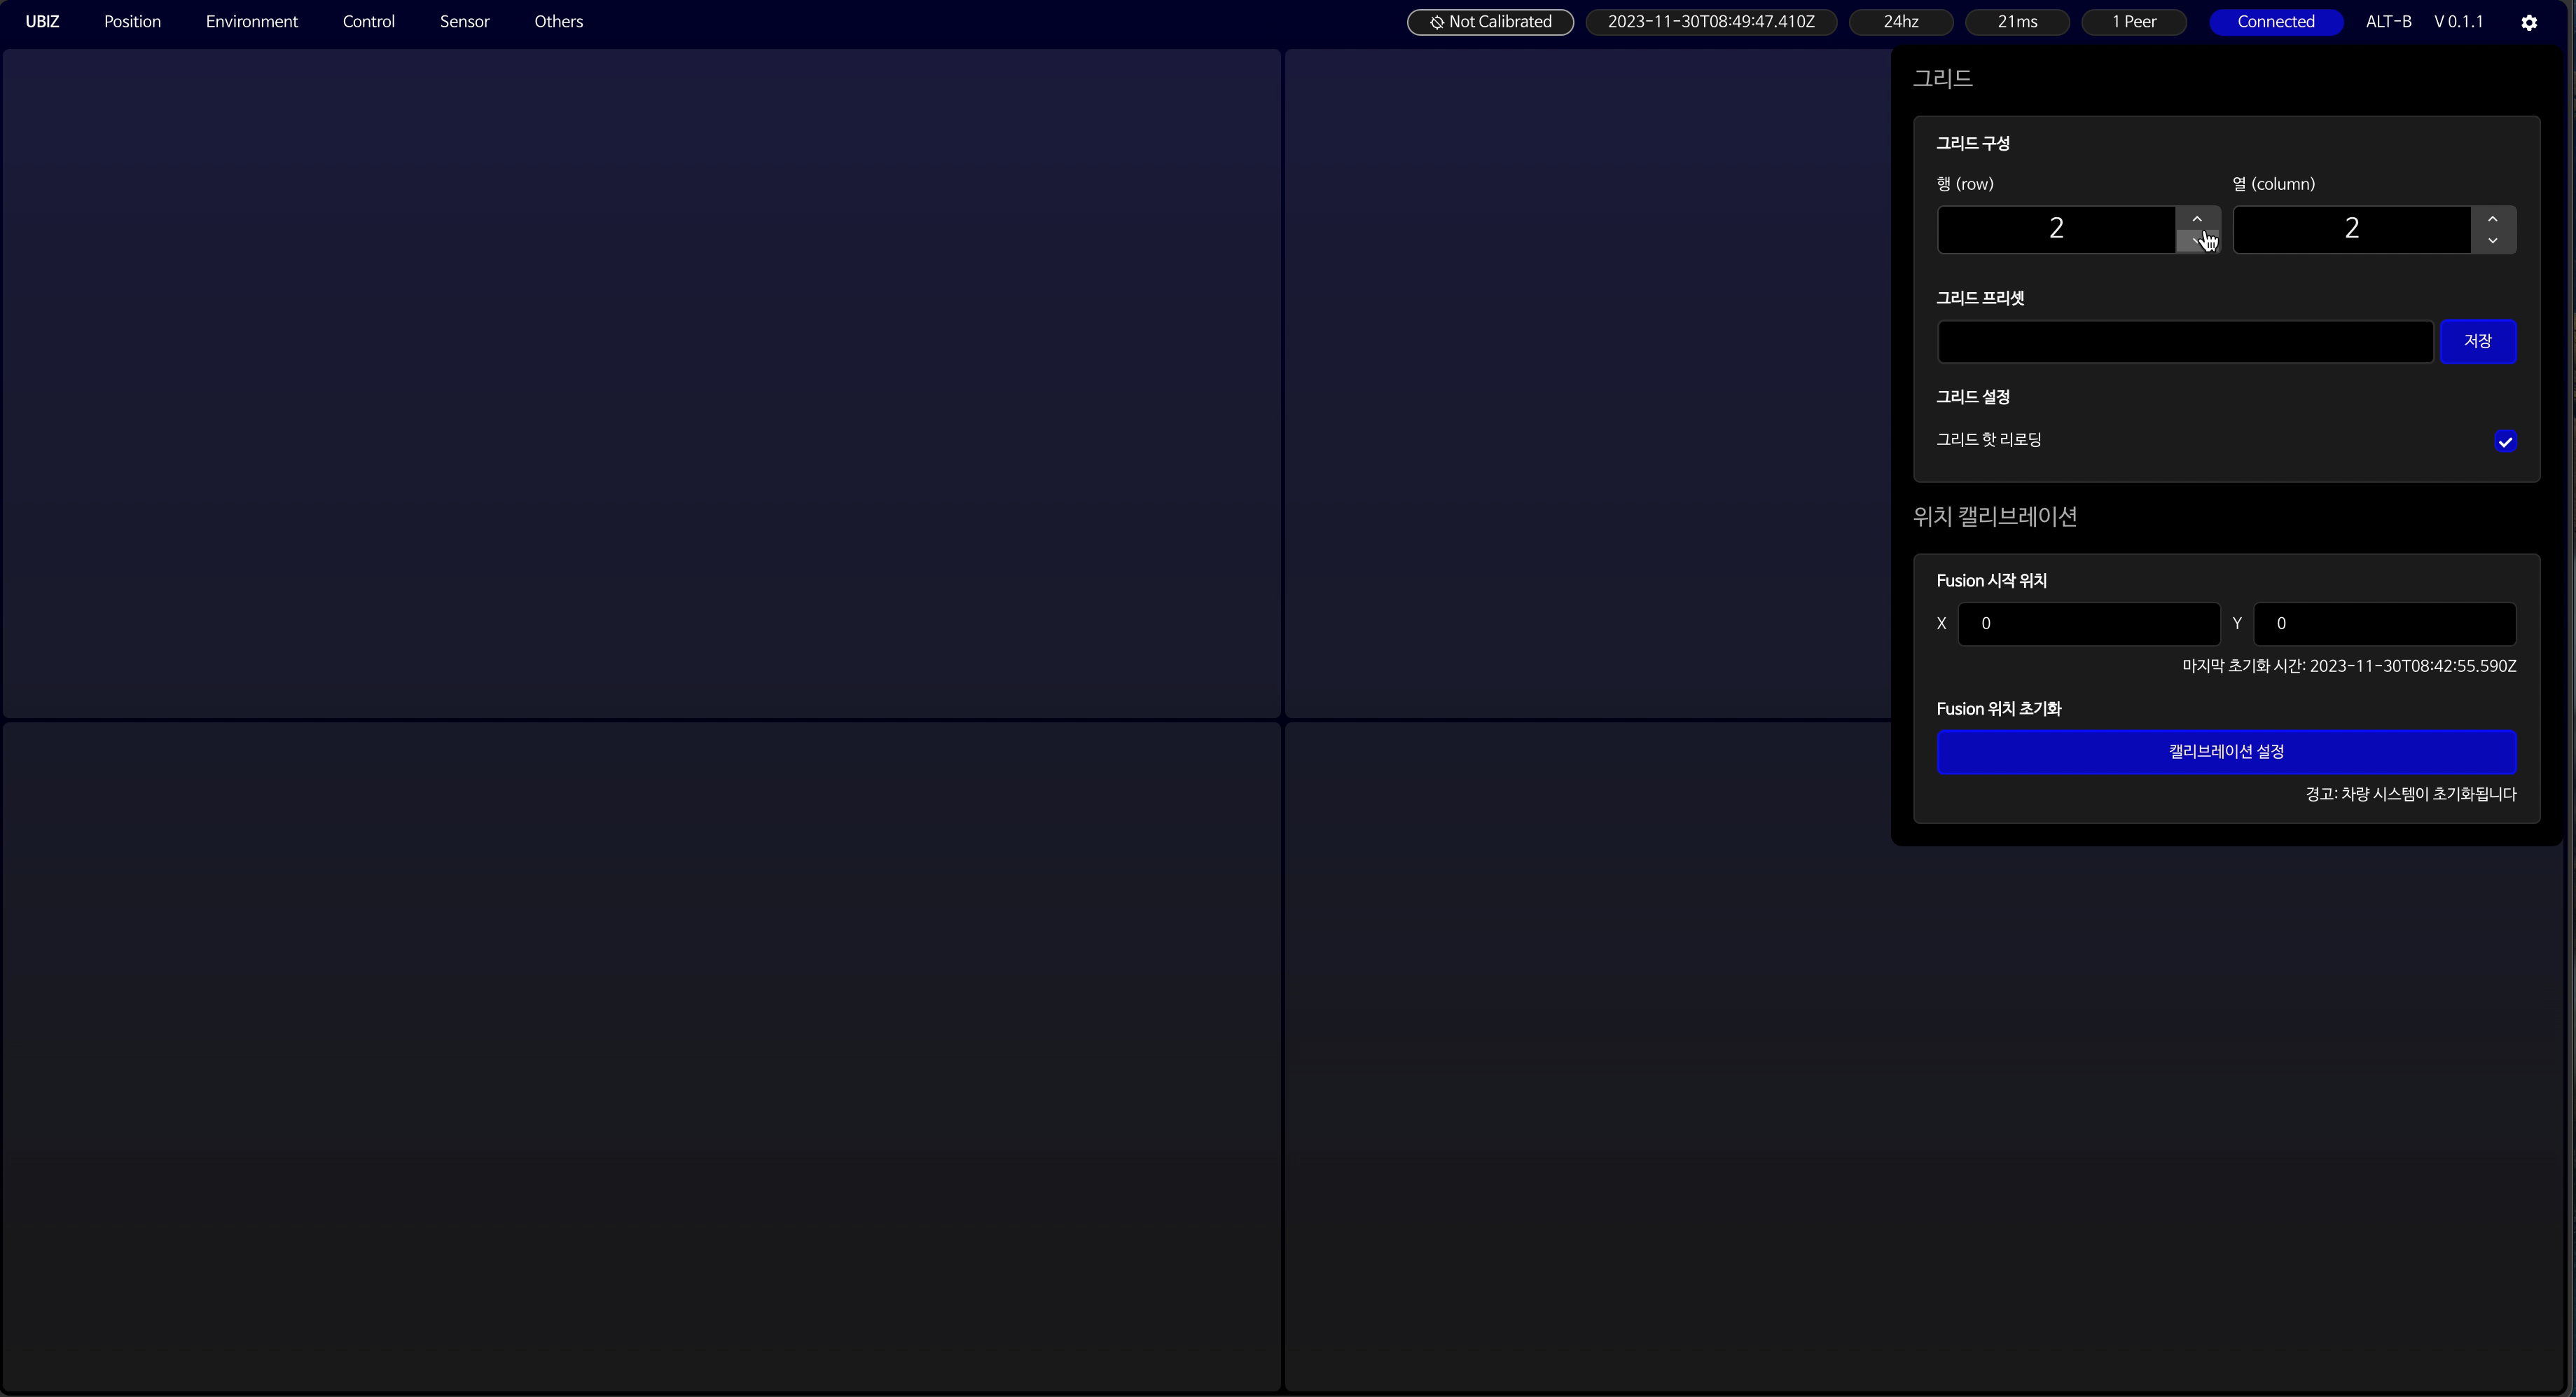 UBIZ Position Environment Control Sensor Others Not Calibrated 2023-11-30T08:49:47.410Z 24hz 21ms 1 Peer Connected ALT-B V 0.1.1
그리드
그리드 구성
행 (row) 열 (column)
2 2
그리드 프리셋
저장
그리드 설정
그리드 핫 리로딩
위치 캘리브레이션
Fusion 시작 위치
X 0 Y 0
마지막 초기화 시간: 2023-11-30T08:42:55.590Z
Fusion 위치 초기화
캘리브레이션 설정
경고: 차량 시스템이 초기화됩니다